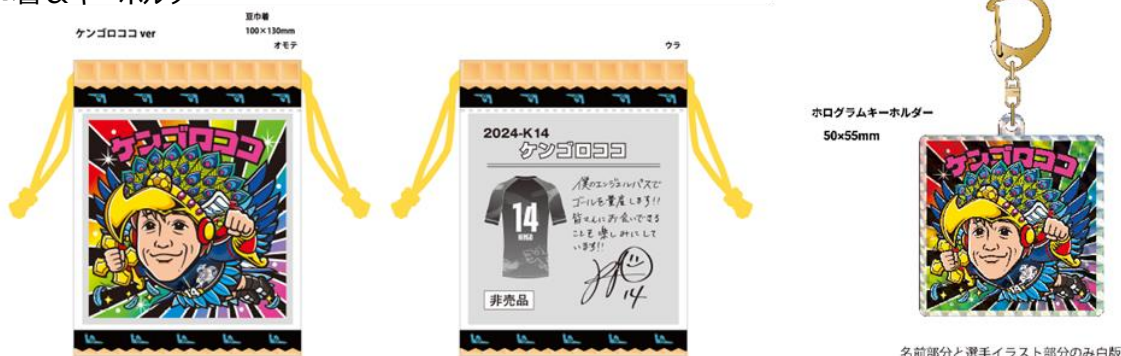 ケンゴロココ ver
豆巾着
100×130mm
オモテ
ケンゴロココ
14
ウラ
2024-K14
ケンゴロココ
14
僕のエンジェルパスで
ゴールを量産します!!
皆さんにお会いできる
ことを楽しみにして
います!!
14
非売品
ホログラムキーホルダー
50×55mm
ケンゴロココ
14
名前部分と選手イラスト部分のみ白版